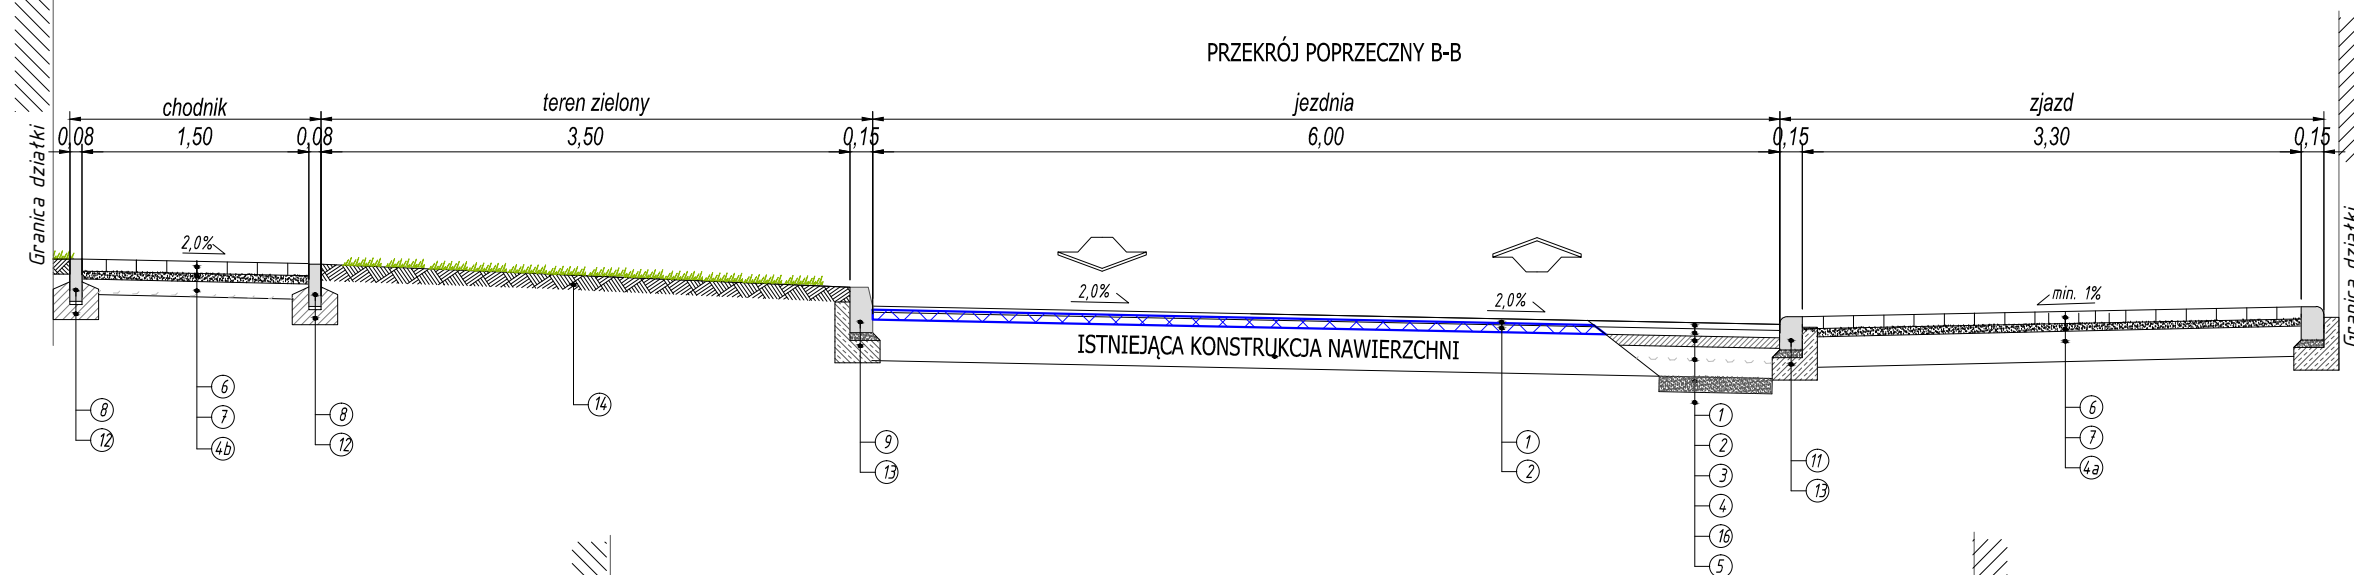 PRZEKRÓJ POPRZECZNY B-B
chodnik teren zielony jezdnia zjazd
0,08 1,50 0,08 3,50 0,15 6,00 0,15 3,30 0,15
Granica działki
Granica działki
2,0% 2,0% 2,0% min. 1%
ISTNIEJĄCA KONSTRUKCJA NAWIERZCHNI
8
12
6
7
4b
8
12
14
9
13
1
2
1
2
3
4
16
5
11
13
6
7
4a